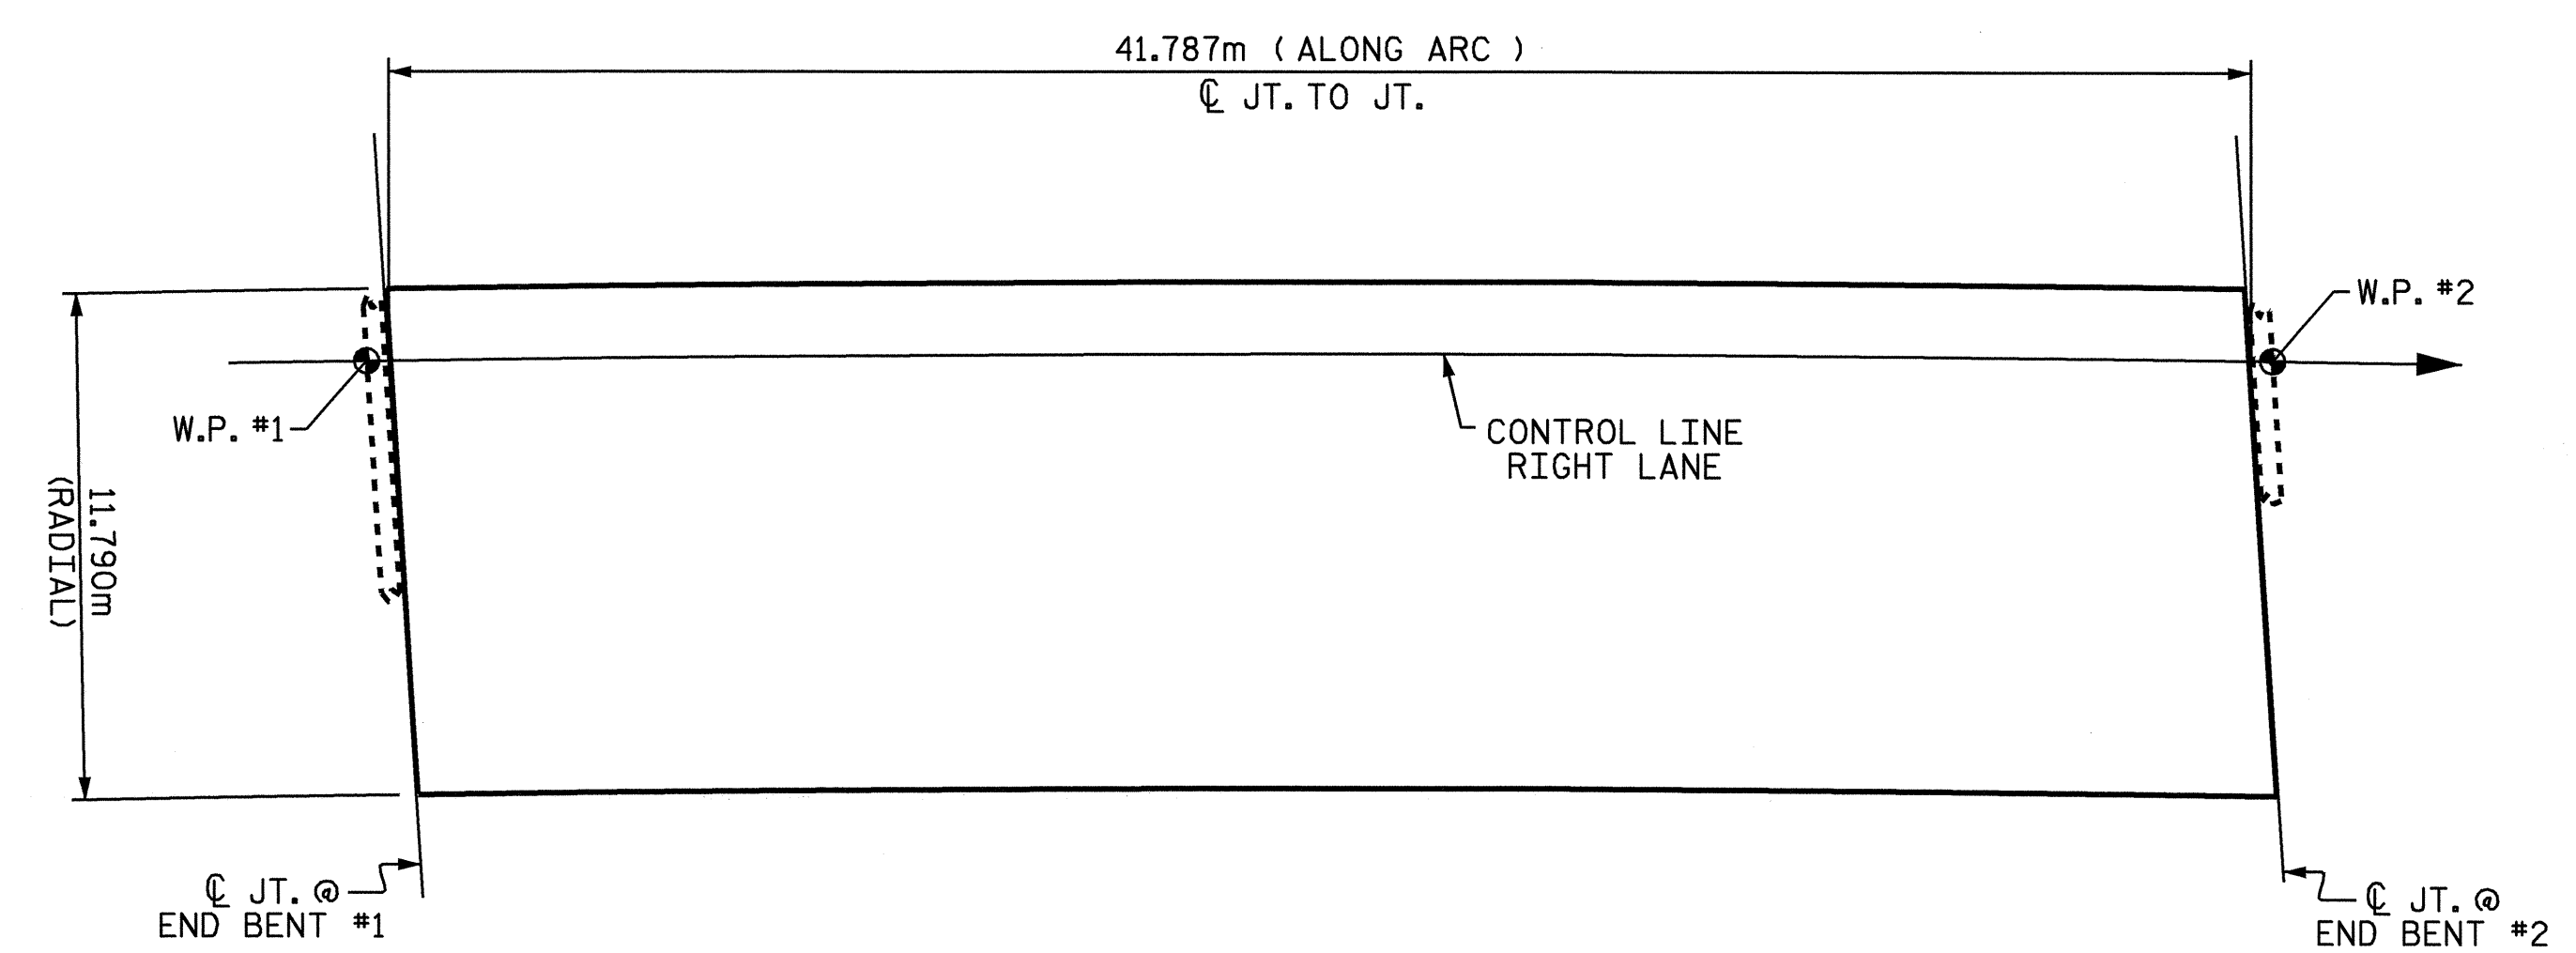 41.787m ( ALONG ARC )
℄ JT. TO JT.
W.P. #2
W.P. #1
CONTROL LINE
RIGHT LANE
11.790m
(RADIAL)
℄ JT. @
END BENT #1
℄ JT. @
END BENT #2